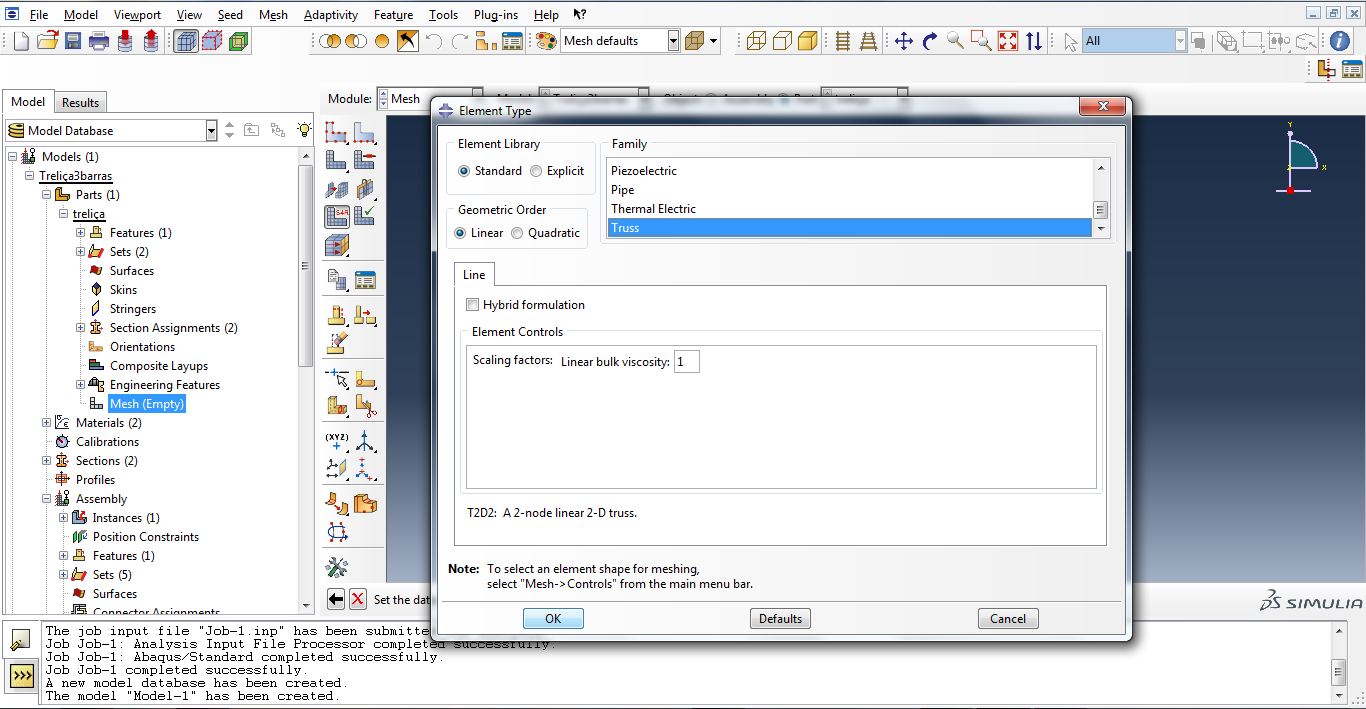 File Model Viewport View Seed Mesh Adaptivity Feature Tools Plug-ins Help
Mesh defaults All
Model Results
Module: Mesh
Model Database
Element Type
Models (1)
Treliça3barras
Parts (1)
treliça
Features (1)
Sets (2)
Surfaces
Skins
Stringers
Section Assignments (2)
Orientations
Composite Layups
Engineering Features
Mesh (Empty)
Materials (2)
Calibrations
Sections (2)
Profiles
Assembly
Instances (1)
Position Constraints
Features (1)
Sets (5)
Surfaces
Connector Assignments
S4R
(XYZ)
Element Library
Standard Explicit
Geometric Order
Linear Quadratic
Family
Piezoelectric
Pipe
Thermal Electric
Truss
Line
Hybrid formulation
Element Controls
Scaling factors: Linear bulk viscosity: 1
T2D2: A 2-node linear 2-D truss.
Note: To select an element shape for meshing,
select "Mesh->Controls" from the main menu bar.
OK Defaults Cancel
Y
X
Set the dat
SIMULIA
>>>
The job input file "Job-1.inp" has been submitte
Job Job-1: Analysis Input File Processor completed successfully.
Job Job-1: Abaqus/Standard completed successfully.
Job Job-1 completed successfully.
A new model database has been created.
The model "Model-1" has been created.